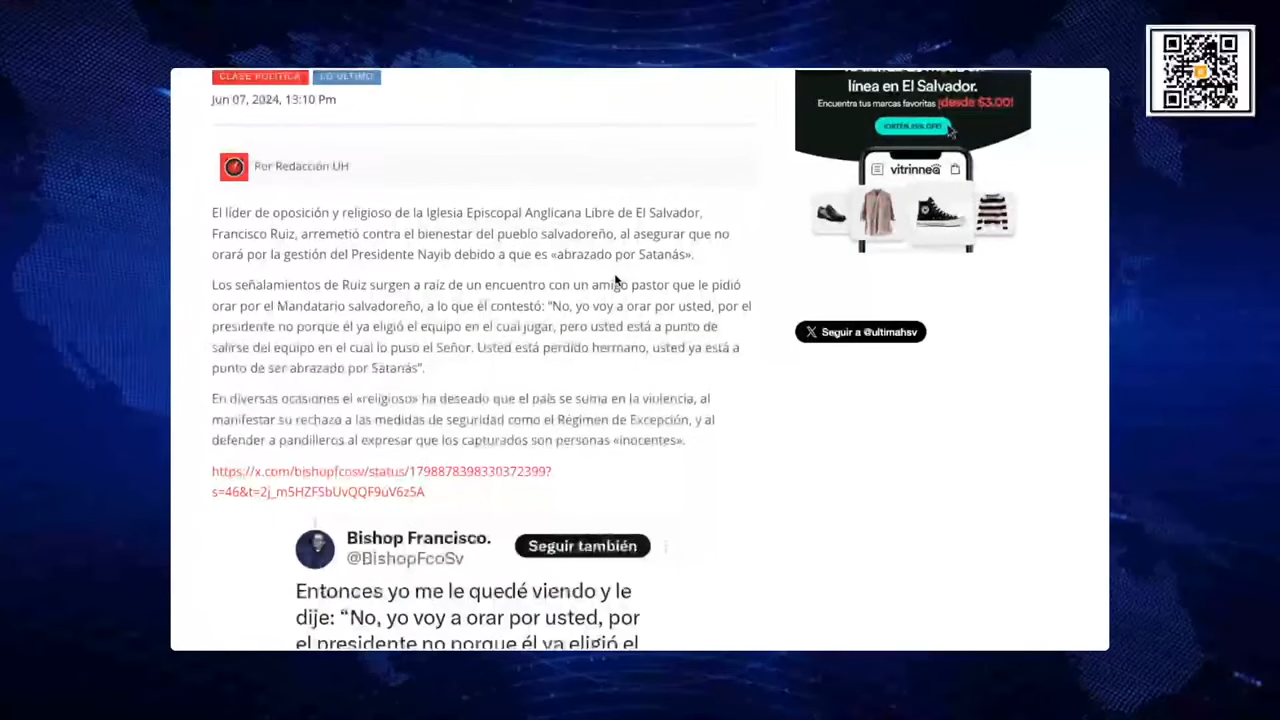 CLASE POLÍTICA LO ÚLTIMO
Jun 07, 2024, 13:10 Pm
Por Redacción UH
El líder de oposición y religioso de la Iglesia Episcopal Anglicana Libre de El Salvador,
Francisco Ruiz, arremetió contra el bienestar del pueblo salvadoreño, al asegurar que no
orará por la gestión del Presidente Nayib debido a que es «abrazado por Satanás».
Los señalamientos de Ruiz surgen a raíz de un encuentro con un amigo pastor que le pidió
orar por el Mandatario salvadoreño, a lo que él contestó: "No, yo voy a orar por usted, por el
presidente no porque él ya eligió el equipo en el cual jugar, pero usted está a punto de
salirse del equipo en el cual lo puso el Señor. Usted está perdido hermano, usted ya está a
punto de ser abrazado por Satanás".
En diversas ocasiones el «religioso» ha deseado que el país se suma en la violencia, al
manifestar su rechazo a las medidas de seguridad como el Régimen de Excepción, y al
defender a pandilleros al expresar que los capturados son personas «inocentes».
https://x.com/bishopfcosv/status/1798878398330372399?
s=46&t=2j_m5HZFSbUvQQF9uV6z5A
Bishop Francisco.
@BishopFcoSv
Seguir también
Entonces yo me le quedé viendo y le
dije: “No, yo voy a orar por usted, por
el presidente no porque él ya eligió el
línea en El Salvador.
Encuentra tus marcas favoritas ¡desde $3.00!
vitrinnea
Seguir a @ultimahsv